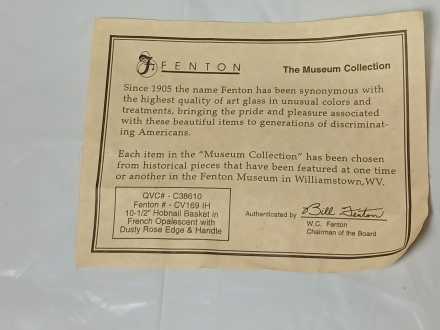 FENTON
The Museum Collection
Since 1905 the name Fenton has been synonymous with
the highest quality of art glass in unusual colors and
treatments, bringing the pride and pleasure associated
with these beautiful items to generations of discriminat-
ing Americans.
Each item in the "Museum Collection" has been chosen
from historical pieces that have been featured at one time
or another in the Fenton Museum in Williamstown,WV.
QVC# - C38610
Fenton # - CV169 IH
10-1/2" Hobnail Basket in
French Opalescent with
Dusty Rose Edge & Handle
Authenticated by Bill Fenton
W.C. Fenton
Chairman of the Board